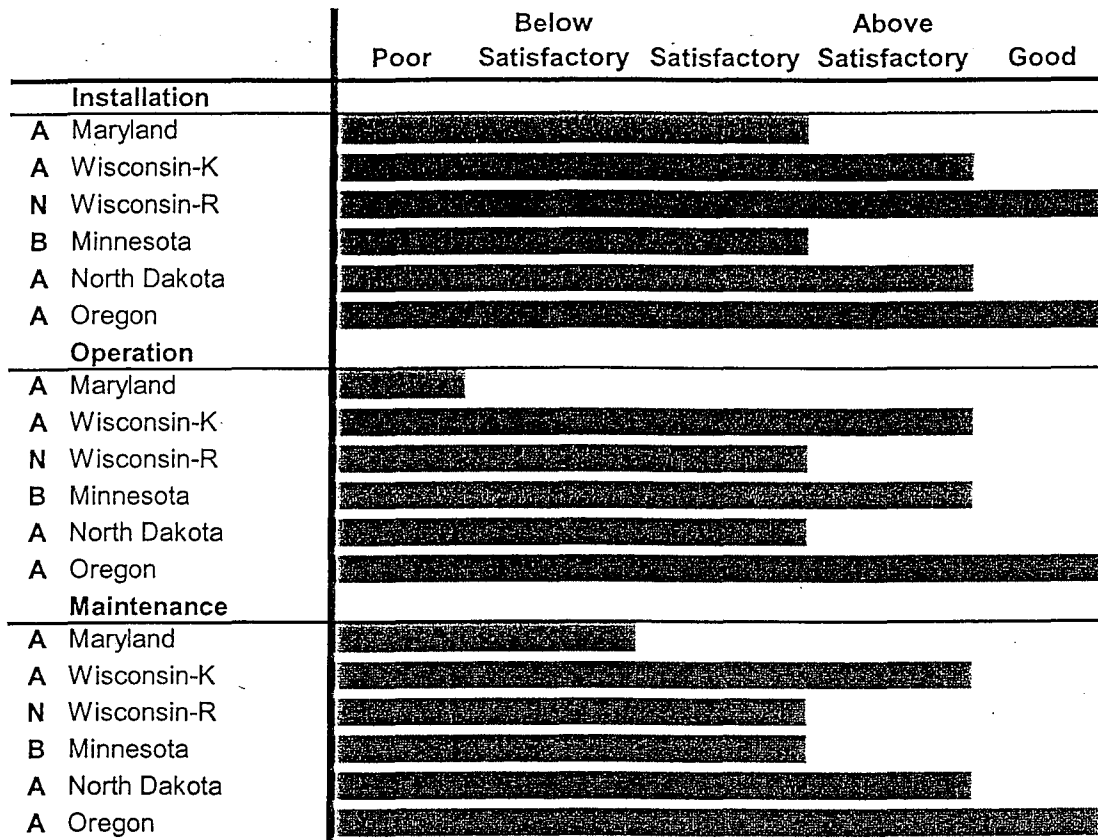 Below Above
Poor Satisfactory Satisfactory Satisfactory Good
Installation
A Maryland
A Wisconsin-K
N Wisconsin-R
B Minnesota
A North Dakota
A Oregon
Operation
A Maryland
A Wisconsin-K
N Wisconsin-R
B Minnesota
A North Dakota
A Oregon
Maintenance
A Maryland
A Wisconsin-K
N Wisconsin-R
B Minnesota
A North Dakota
A Oregon